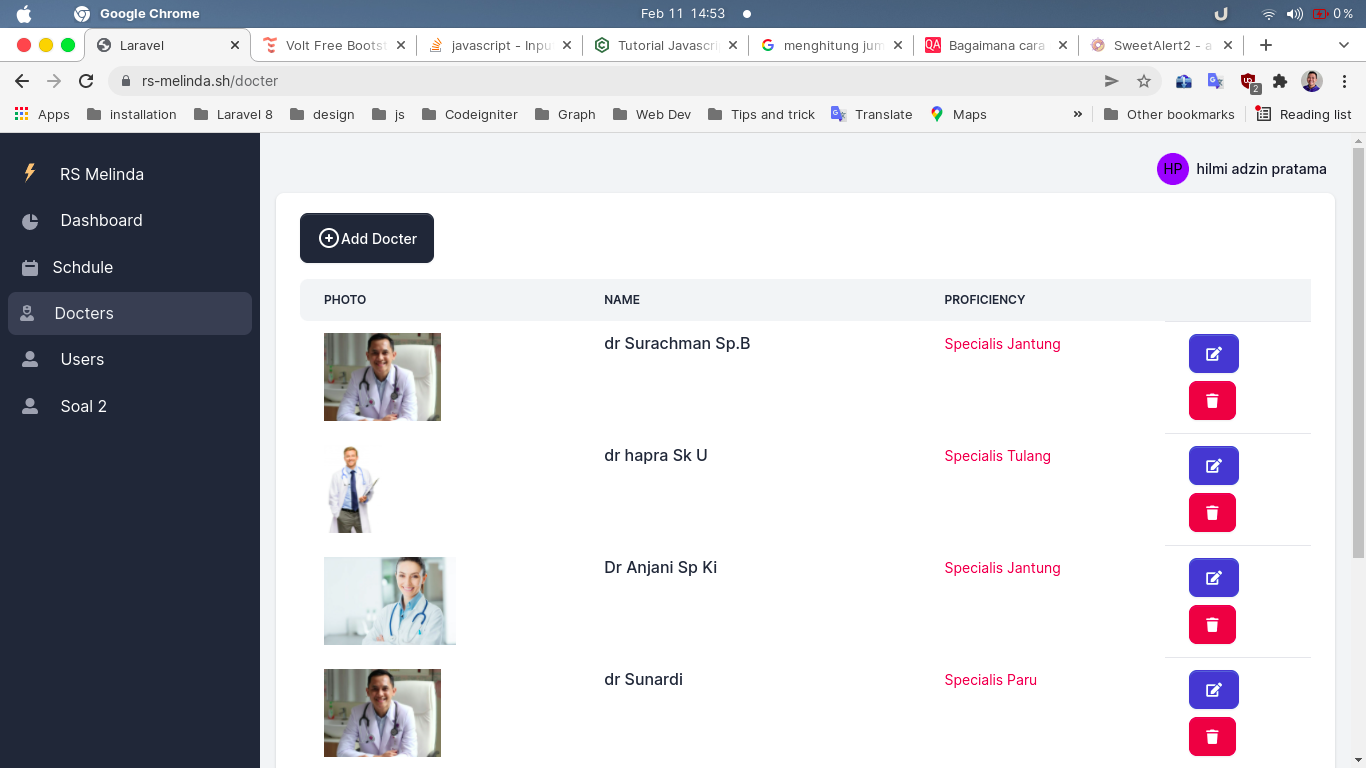 Google Chrome
Feb 11 14:53
0%
Laravel
Volt Free Bootst
javascript - Inpu
Tutorial Javascri
menghitung jum
QA
Bagaimana cara
SweetAlert2 - a
rs-melinda.sh/docter
2
Apps
installation
Laravel 8
design
js
Codeigniter
Graph
Web Dev
Tips and trick
Translate
Maps
»
Other bookmarks
Reading list
RS Melinda
Dashboard
Schdule
Docters
Users
Soal 2
HP
hilmi adzin pratama
Add Docter
PHOTO NAME PROFICIENCY
dr Surachman Sp.B Specialis Jantung
dr hapra Sk U Specialis Tulang
Dr Anjani Sp Ki Specialis Jantung
dr Sunardi Specialis Paru